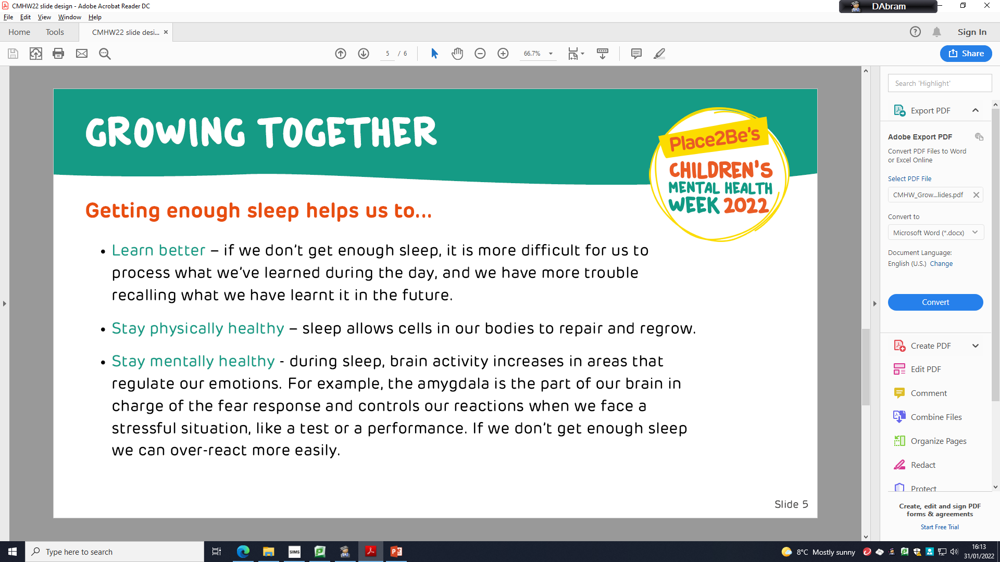 CMHW22 slide design - Adobe Acrobat Reader DC
DAbram
File Edit View Window Help
Home Tools CMHW22 slide desi...
Sign In
5 / 6
66.7%
Share
GROWING TOGETHER
Place2Be's
CHILDREN'S
MENTAL HEALTH
WEEK 2022
Getting enough sleep helps us to...
• Learn better – if we don't get enough sleep, it is more difficult for us to
process what we've learned during the day, and we have more trouble
recalling what we have learnt it in the future.
• Stay physically healthy – sleep allows cells in our bodies to repair and regrow.
• Stay mentally healthy - during sleep, brain activity increases in areas that
regulate our emotions. For example, the amygdala is the part of our brain in
charge of the fear response and controls our reactions when we face a
stressful situation, like a test or a performance. If we don't get enough sleep
we can over-react more easily.
Slide 5
Search 'Highlight'
Export PDF
Adobe Export PDF
Convert PDF Files to Word
or Excel Online
Select PDF File
CMHW_Grow...lides.pdf
Convert to
Microsoft Word (*.docx)
Document Language:
English (U.S.) Change
Convert
Create PDF
Edit PDF
Comment
Combine Files
Organize Pages
Redact
Protect
Create, edit and sign PDF
forms & agreements
Start Free Trial
Type here to search
SIMS
8°C Mostly sunny
16:13
31/01/2022